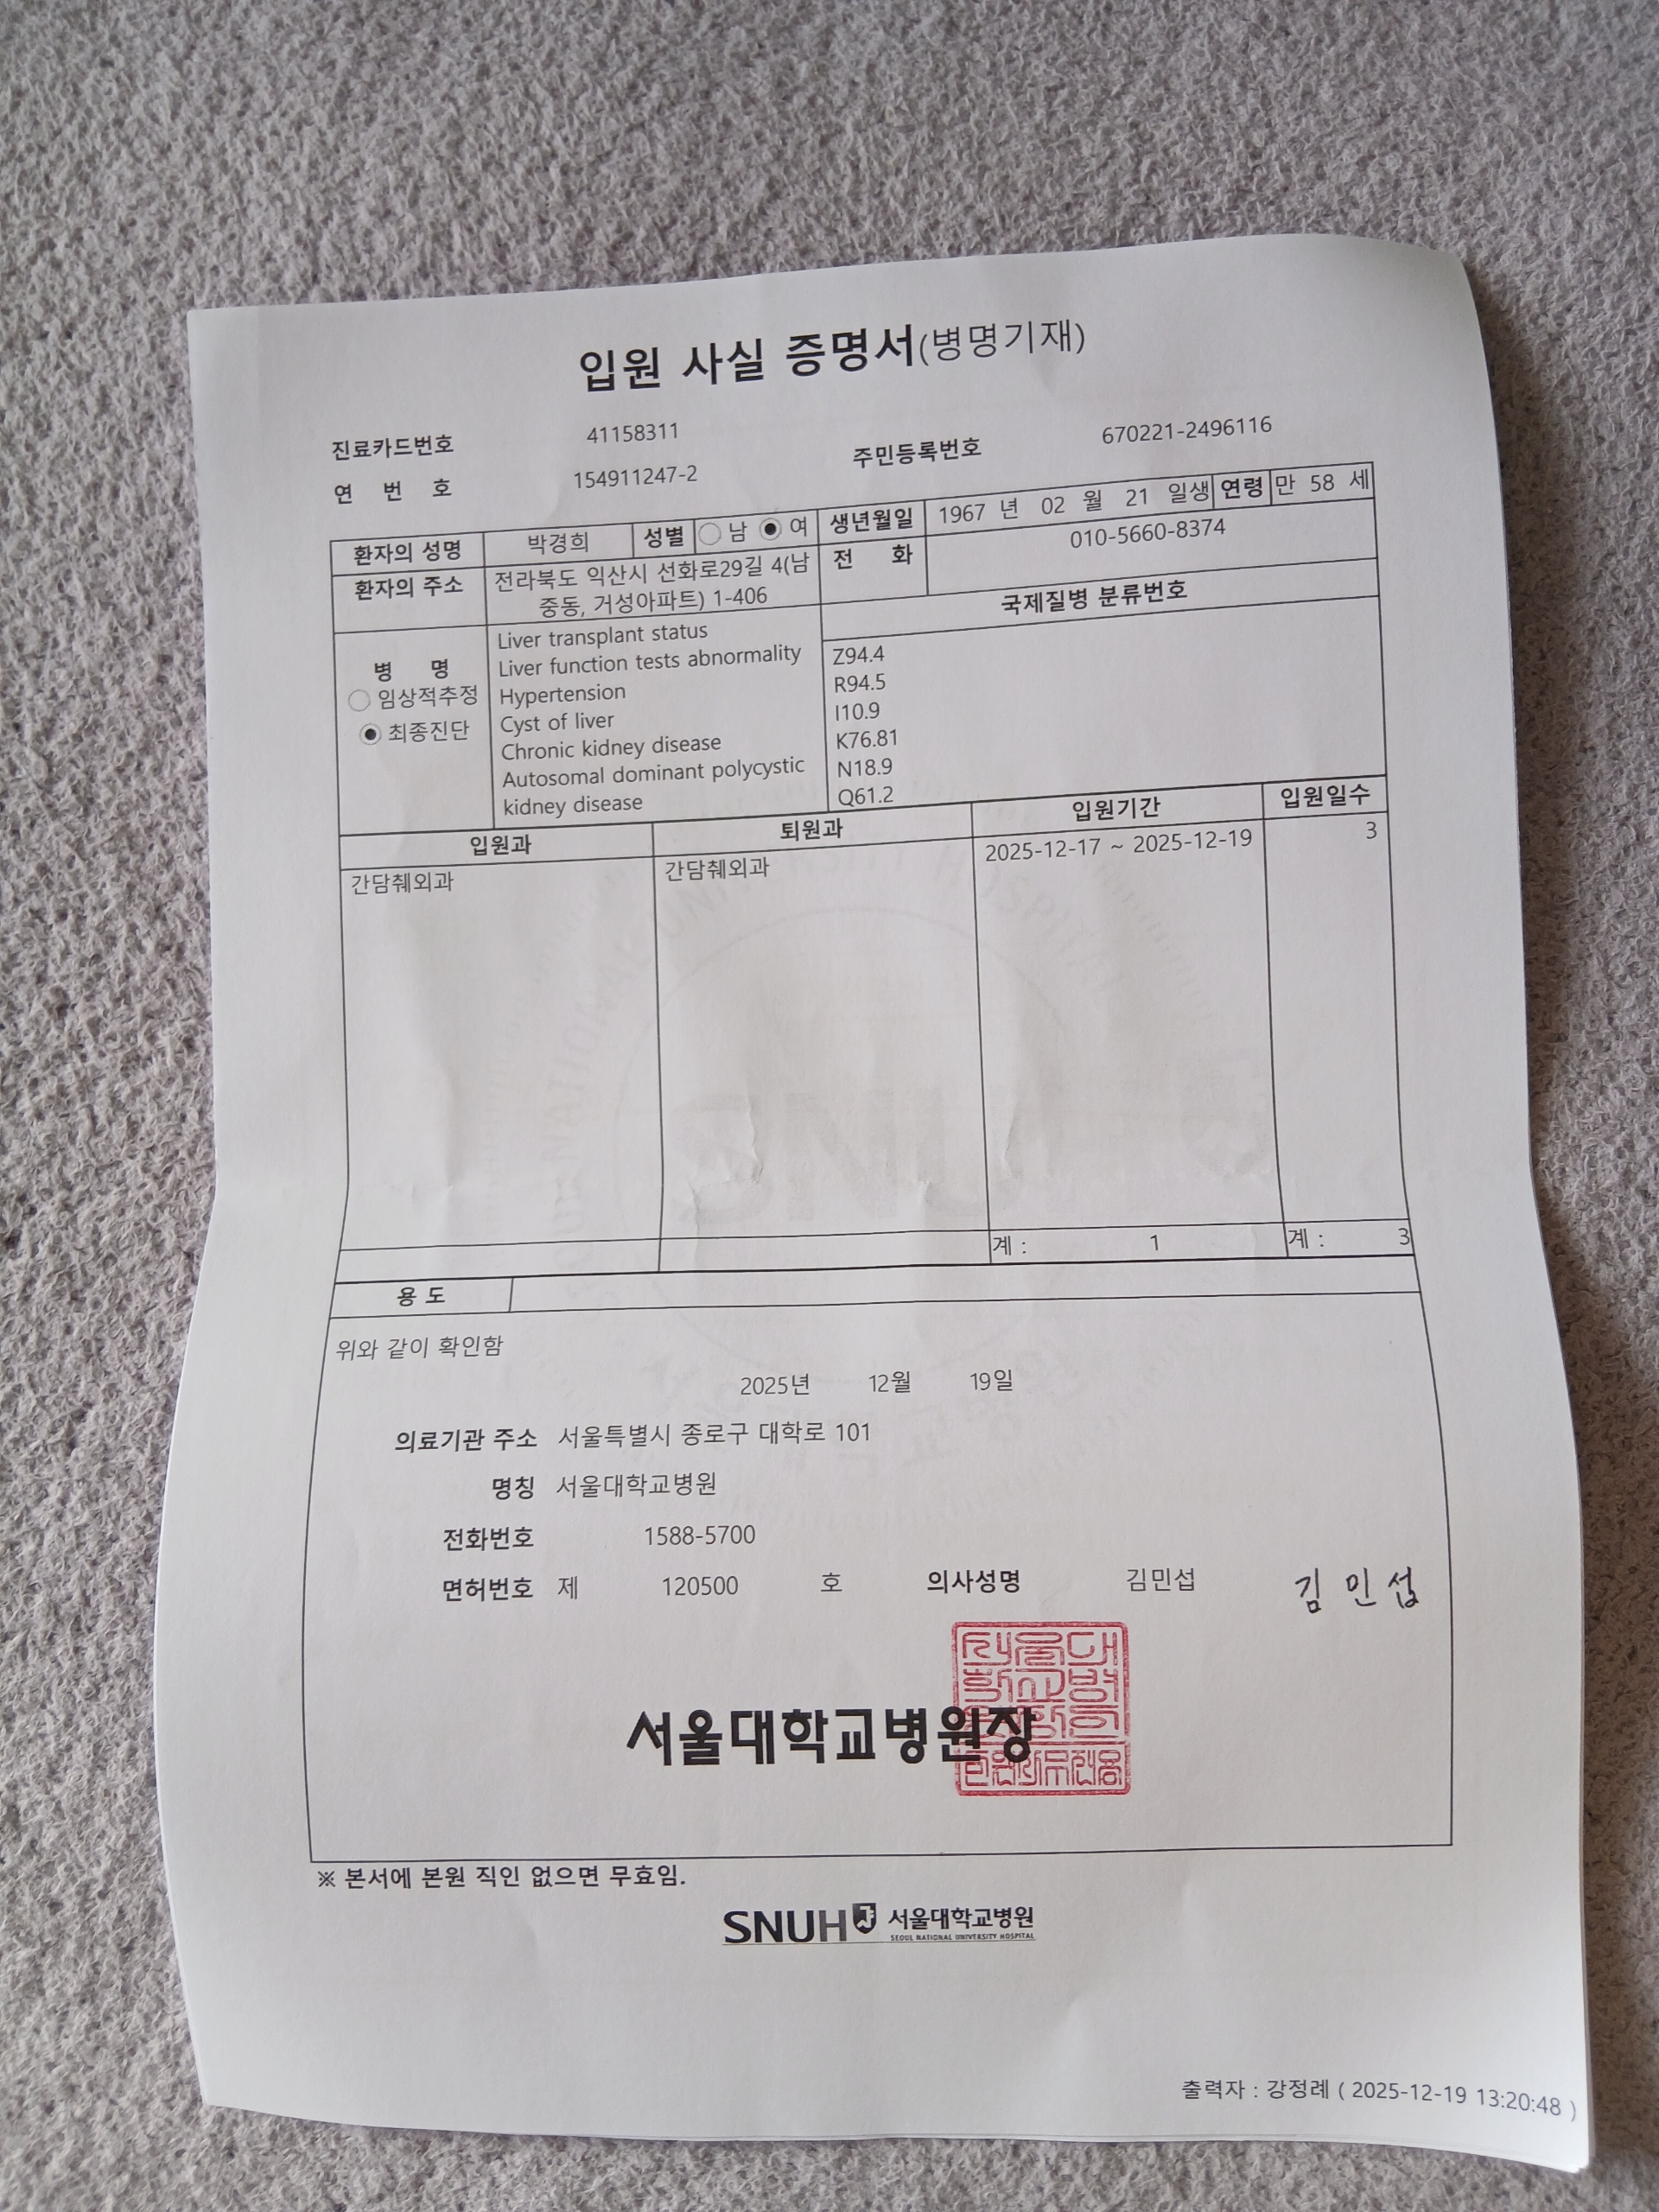 입원 사실 증명서(병명기재)
진료카드번호 41158311 주민등록번호 670221-2496116
연 번 호 154911247-2
환자의 성명 박경희 성별 남 여 생년월일 1967 년 02 월 21 일생 연령 만 58 세
환자의 주소 전라북도 익산시 선화로29길 4(남 전 화 010-5660-8374
중동, 거성아파트) 1-406
국제질병 분류번호
병 명
임상적추정
최종진단
Liver transplant status Z94.4
Liver function tests abnormality R94.5
Hypertension I10.9
Cyst of liver K76.81
Chronic kidney disease N18.9
Autosomal dominant polycystic Q61.2
kidney disease
입원과 퇴원과 입원기간 입원일수
간담췌외과 간담췌외과 2025-12-17 ~ 2025-12-19 3
계 : 1 계 : 3
용 도
위와 같이 확인함
2025년 12월 19일
의료기관 주소 서울특별시 종로구 대학로 101
명칭 서울대학교병원
전화번호 1588-5700
면허번호 제 120500 호 의사성명 김민섭 김민섭
서울대학교병원장
※ 본서에 본원 직인 없으면 무효임.
SNUH 서울대학교병원
SEOUL NATIONAL UNIVERSITY HOSPITAL
출력자 : 강정례 ( 2025-12-19 13:20:48 )